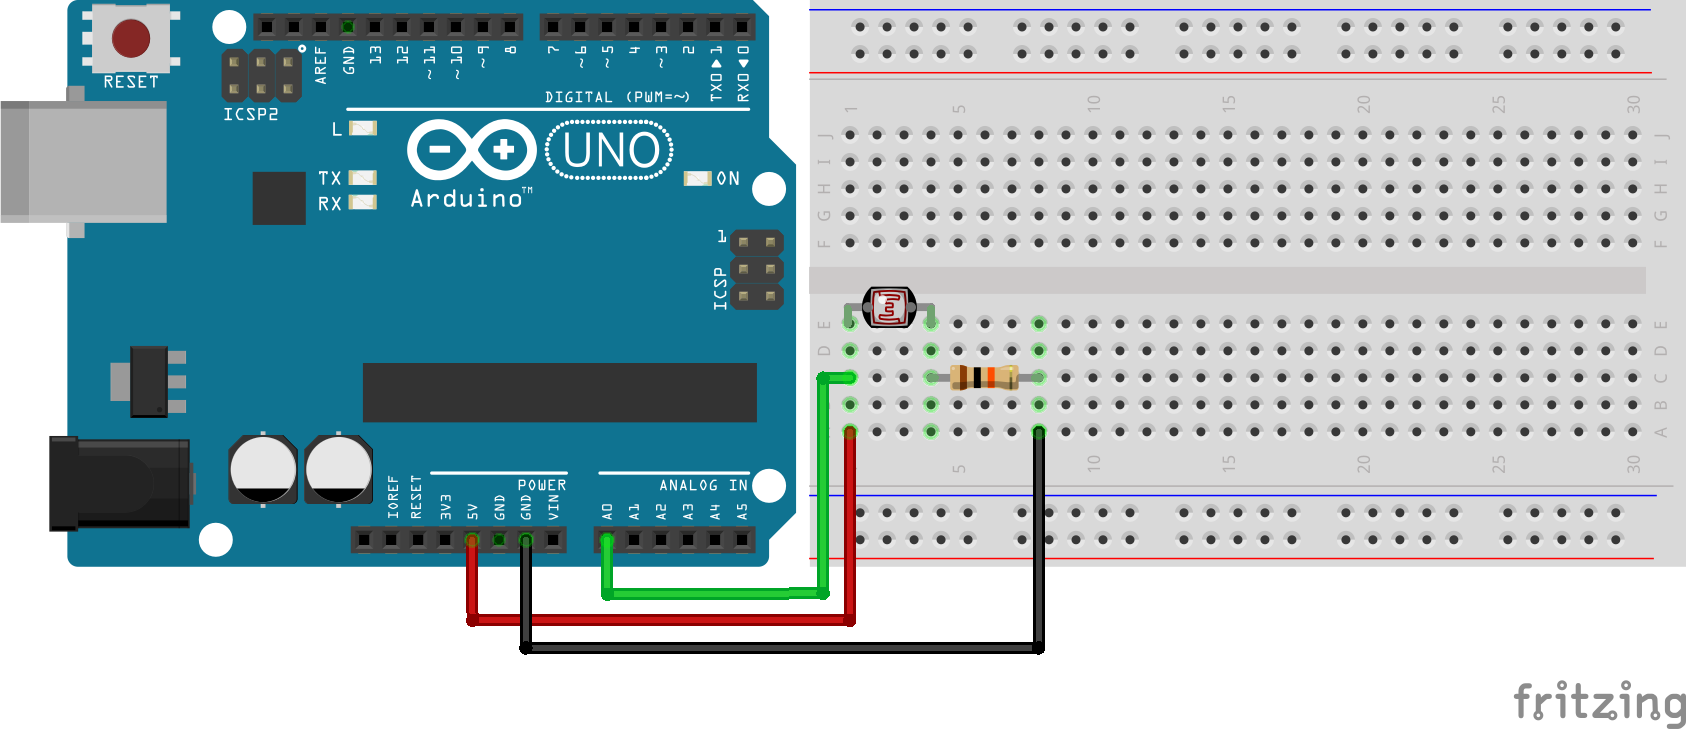 RESET
ICSP2
AREF
GND
13
12
~11
~10
~9
8
7
~6
~5
4
~3
2
TX0▶1
RX0◀0
DIGITAL (PWM=~)
L
TX
RX
Arduino™
UNO
ON
1
ICSP
IOREF
RESET
3V3
5V
GND
GND
VIN
POWER
A0
A1
A2
A3
A4
A5
ANALOG IN
1
5
10
15
20
25
30
J
J
I
I
H
H
G
G
F
F
E
E
D
D
C
B
A
5
10
15
20
25
30
fritzing